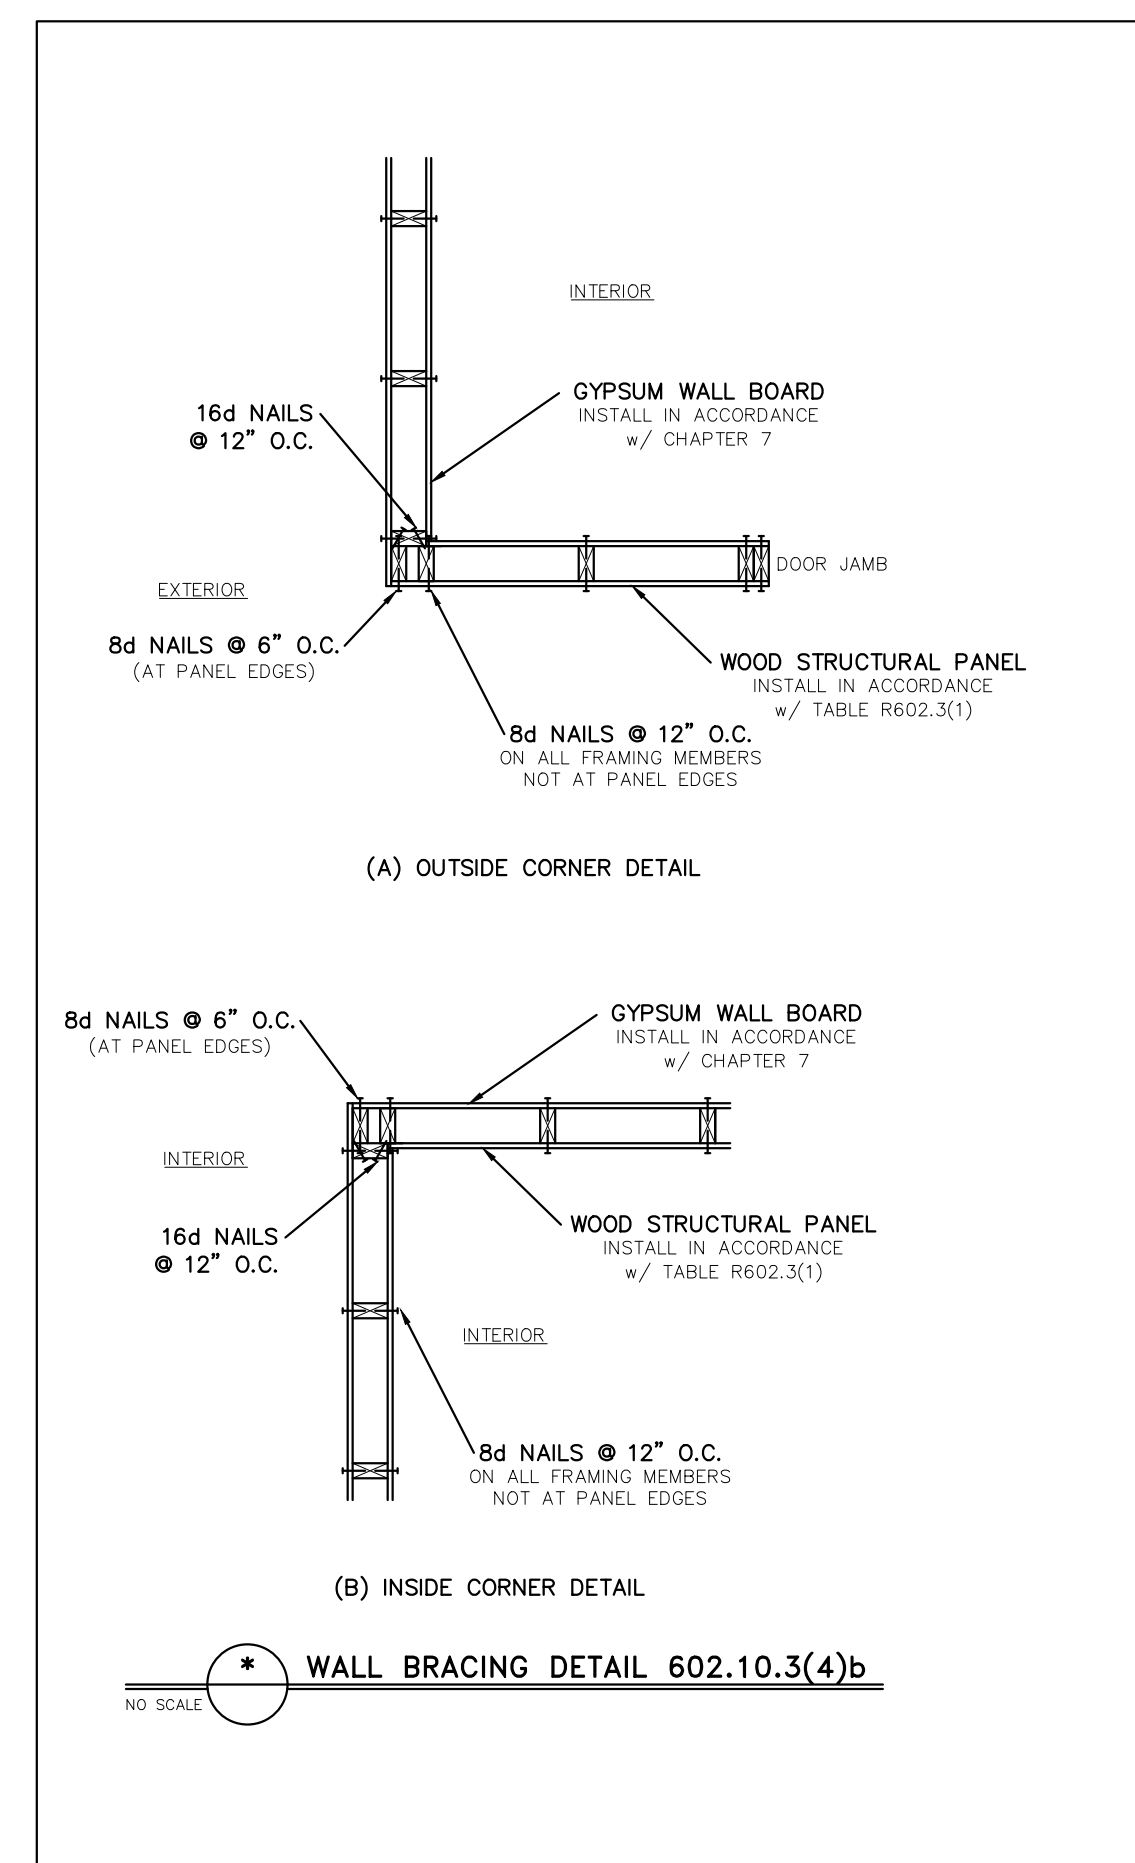 INTERIOR
GYPSUM WALL BOARD
INSTALL IN ACCORDANCE
w/ CHAPTER 7
16d NAILS
@ 12" O.C.
DOOR JAMB
EXTERIOR
8d NAILS @ 6" O.C.
(AT PANEL EDGES)
WOOD STRUCTURAL PANEL
INSTALL IN ACCORDANCE
w/ TABLE R602.3(1)
8d NAILS @ 12" O.C.
ON ALL FRAMING MEMBERS
NOT AT PANEL EDGES
(A) OUTSIDE CORNER DETAIL
8d NAILS @ 6" O.C.
(AT PANEL EDGES)
GYPSUM WALL BOARD
INSTALL IN ACCORDANCE
w/ CHAPTER 7
INTERIOR
16d NAILS
@ 12" O.C.
WOOD STRUCTURAL PANEL
INSTALL IN ACCORDANCE
w/ TABLE R602.3(1)
INTERIOR
8d NAILS @ 12" O.C.
ON ALL FRAMING MEMBERS
NOT AT PANEL EDGES
(B) INSIDE CORNER DETAIL
* WALL BRACING DETAIL 602.10.3(4)b
NO SCALE